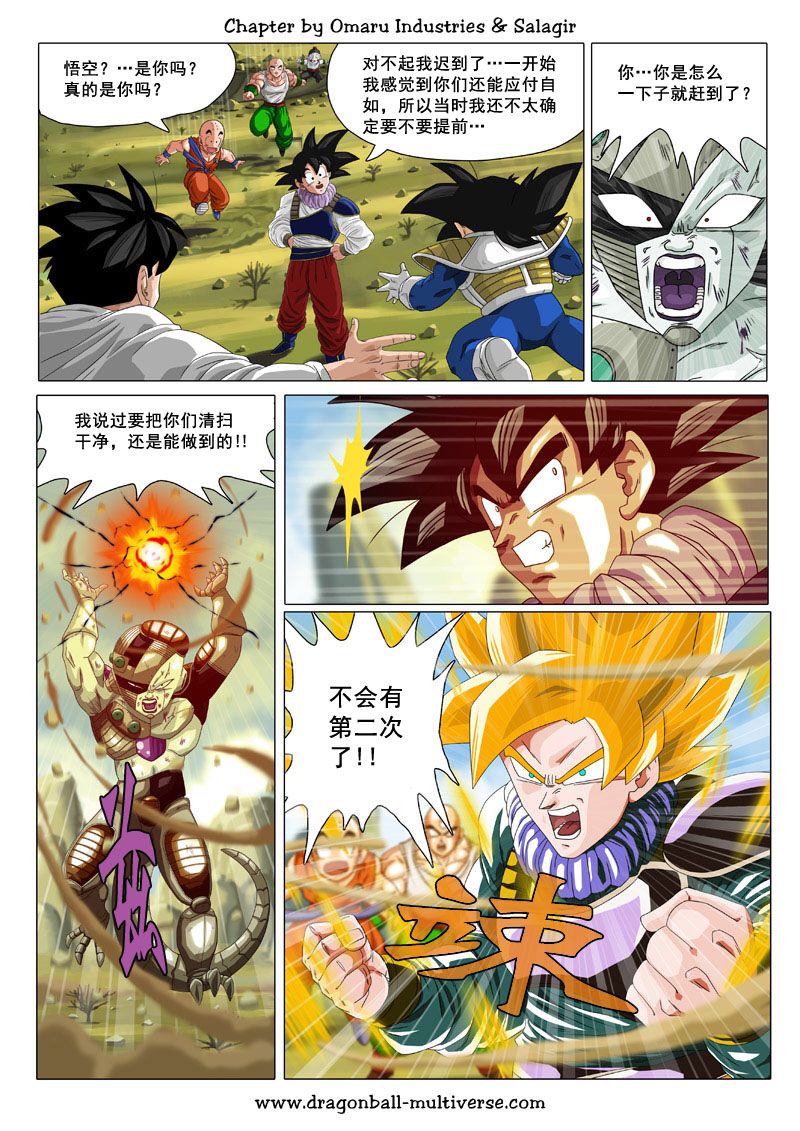 Chapter by Omaru Industries & Salagir
悟空？…是你吗？
真的是你吗？
对不起我迟到了…一开始
我感觉到你们还能应付自
如，所以当时我还不太确
定要不要提前…
你…你是怎么
一下子就赶到了？
我说过要把你们清扫
干净，还是能做到的!!
不会有
第二次
了!!
www.dragonball-multiverse.com